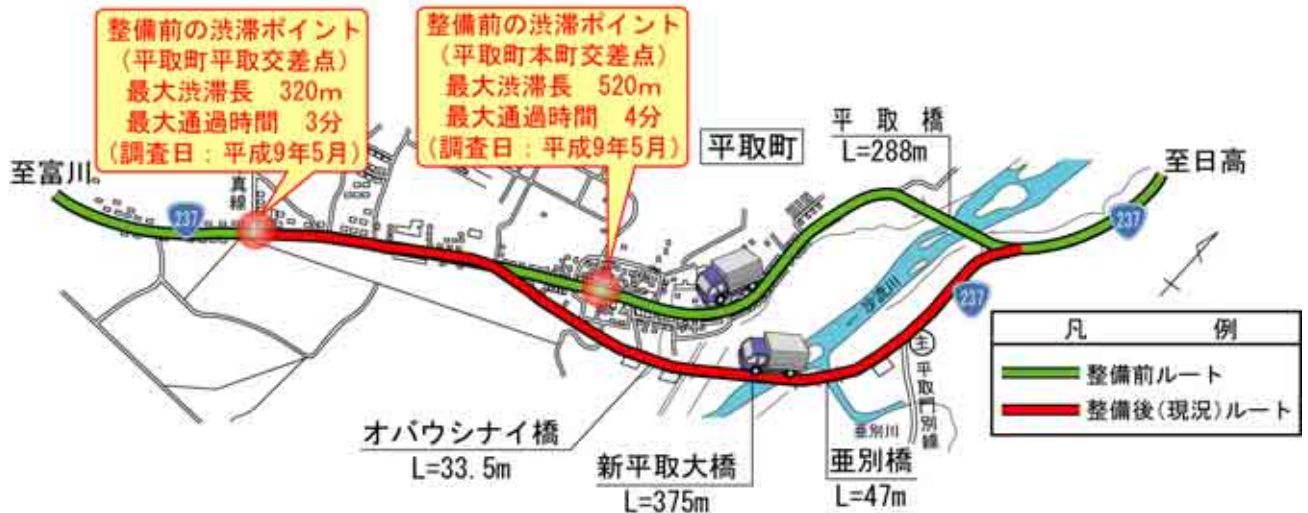 整備前の渋滞ポイント
(平取町平取交差点)
最大渋滞長 320m
最大通過時間 3分
(調査日：平成9年5月)
整備前の渋滞ポイント
(平取町本町交差点)
最大渋滞長 520m
最大通過時間 4分
(調査日：平成9年5月)
平取町
平取橋
L=288m
至富川
真線
至日高
237
237
237
凡 例
整備前ルート
整備後(現況)ルート
主
平取門別線
亜別川
オバウシナイ橋
L=33.5m
新平取大橋
L=375m
亜別橋
L=47m